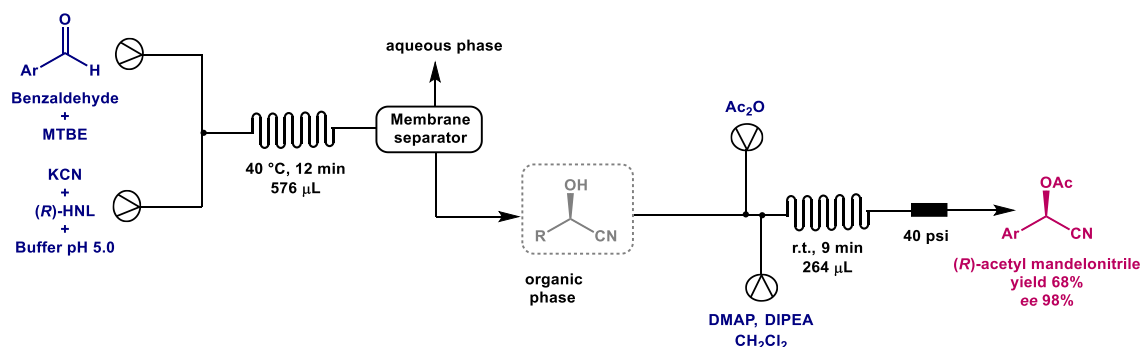 O
Ar
H
Benzaldehyde
+
MTBE
KCN
+
(R)-HNL
+
Buffer pH 5.0
40 °C, 12 min
576 µL
aqueous phase
Membrane
separator
OH
R
CN
organic
phase
Ac2O
DMAP, DIPEA
CH2Cl2
r.t., 9 min
264 µL
40 psi
OAc
Ar
CN
(R)-acetyl mandelonitrile
yield 68%
ee 98%